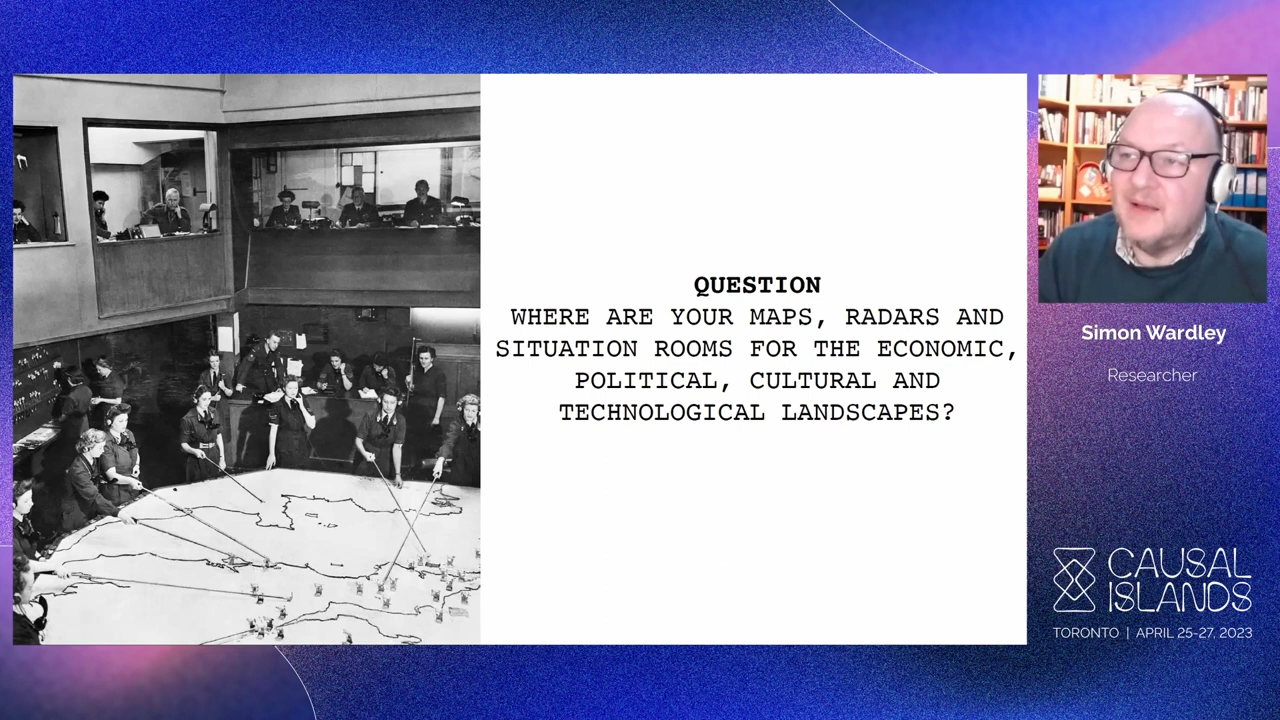 QUESTION
WHERE ARE YOUR MAPS, RADARS AND
SITUATION ROOMS FOR THE ECONOMIC,
POLITICAL, CULTURAL AND
TECHNOLOGICAL LANDSCAPES?
Simon Wardley
Researcher
CAUSAL
ISLANDS
TORONTO | APRIL 25-27, 2023